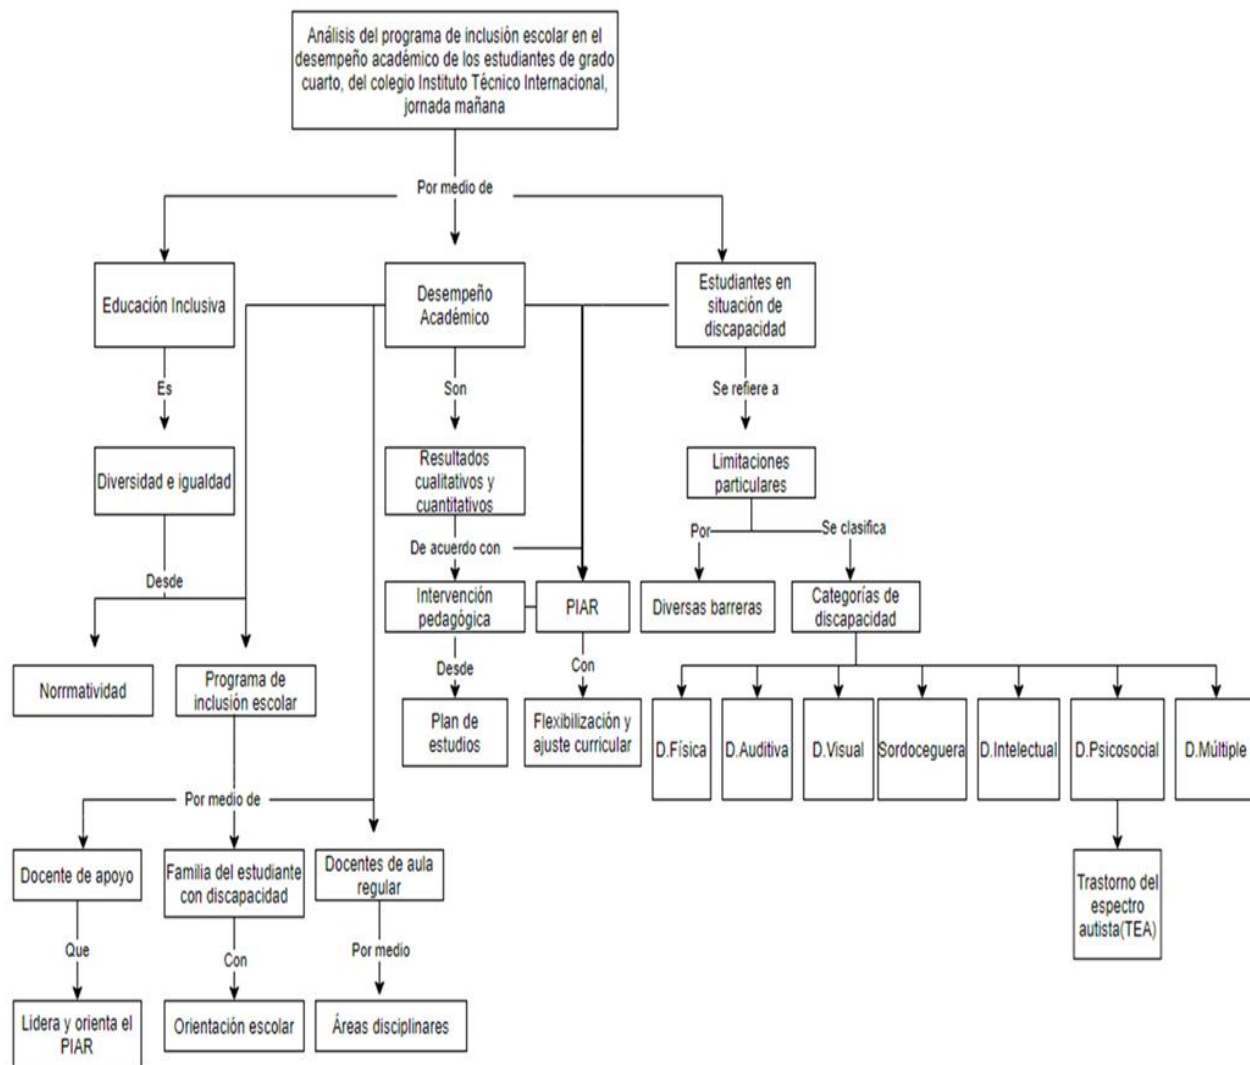 Análisis del programa de inclusión escolar en el
desempeño académico de los estudiantes de grado
cuarto, del colegio Instituto Técnico Internacional,
jornada mañana
Por medio de
Educación Inclusiva
Desempeño
Académico
Estudiantes en
situación de
discapacidad
Es
Son
Se refiere a
Diversidad e igualdad
Resultados
cualitativos y
cuantitativos
Limitaciones
particulares
De acuerdo con
Por
Se clasifica
Desde
Intervención
pedagógica
PIAR
Diversas barreras
Categorías de
discapacidad
Norrmatividad
Programa de
inclusión escolar
Desde
Con
Plan de
estudios
Flexibilización y
ajuste curricular
D.Física
D.Auditiva
D.Visual
Sordoceguera
D.Intelectual
D.Psicosocial
D.Múltiple
Por medio de
Docente de apoyo
Familia del estudiante
con discapacidad
Docentes de aula
regular
Trastorno del
espectro
autista(TEA)
Que
Con
Por medio
Lidera y orienta el
PIAR
Orientación escolar
Áreas disciplinares